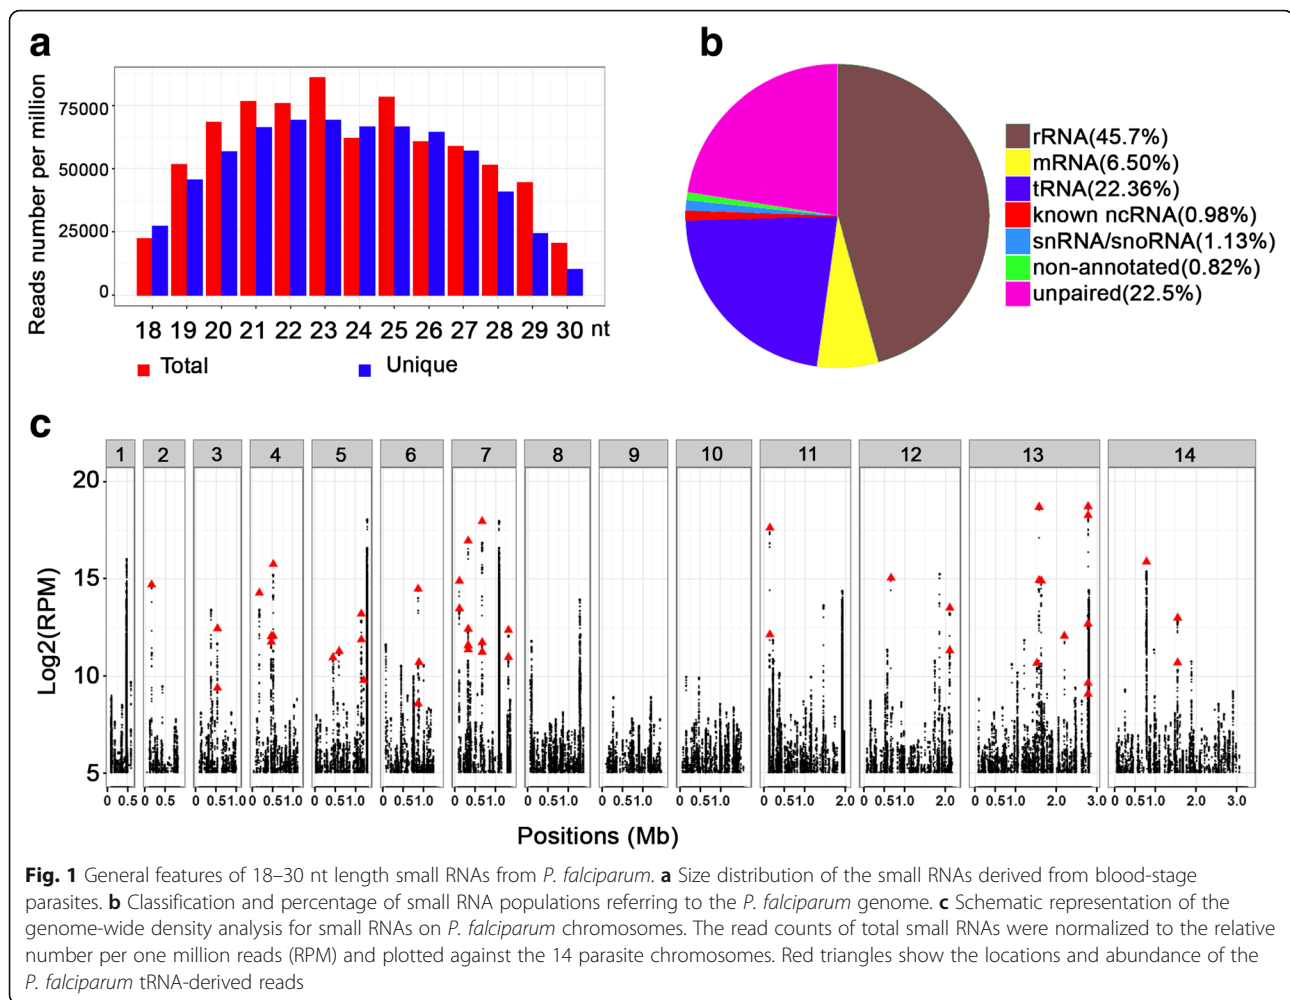 a
Reads number per million
75000
50000
25000
0
18 19 20 21 22 23 24 25 26 27 28 29 30 nt
Total Unique
b
rRNA(45.7%)
mRNA(6.50%)
tRNA(22.36%)
known ncRNA(0.98%)
snRNA/snoRNA(1.13%)
non-annotated(0.82%)
unpaired(22.5%)
c
1 2 3 4 5 6 7 8 9 10 11 12 13 14
Log2(RPM)
20
15
10
5
0 0.5 0 0.5 0 0.51.0 0 0.51.0 0 0.51.0 0 0.51.0 0 0.51.0 0 0.51.0 0 0.51.0 0 0.51.0 0 0.51.0 2.0 0 0.51.0 2.0 0 0.51.0 2.0 3.0 0 0.51.0 2.0 3.0
Positions (Mb)
Fig. 1 General features of 18–30 nt length small RNAs from P. falciparum. a Size distribution of the small RNAs derived from blood-stage
parasites. b Classification and percentage of small RNA populations referring to the P. falciparum genome. c Schematic representation of the
genome-wide density analysis for small RNAs on P. falciparum chromosomes. The read counts of total small RNAs were normalized to the relative
number per one million reads (RPM) and plotted against the 14 parasite chromosomes. Red triangles show the locations and abundance of the
P. falciparum tRNA-derived reads